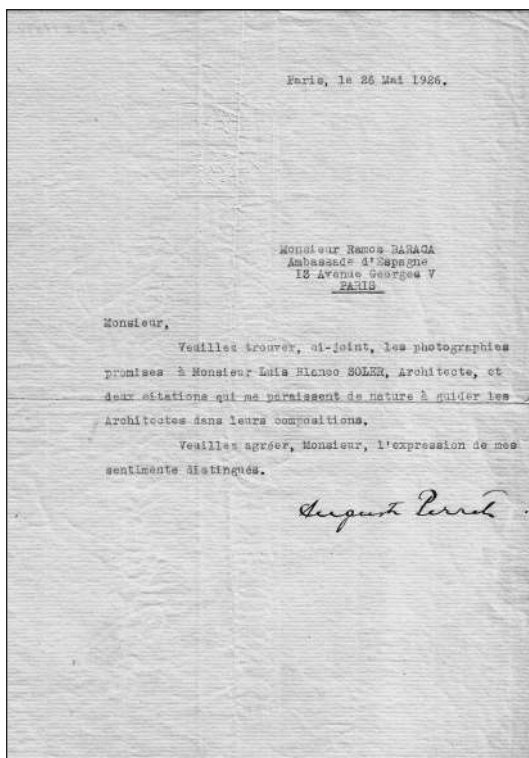 Paris, le 26 Mai 1926.
Monsieur Ramos BARAGA
Ambassade d'Espagne
13 Avenue Georges V
PARIS
Monsieur,
Veuillez trouver, ci-joint, les photographies
promises à Monsieur Luis Blanco SOLER, Architecte, et
deux citations qui me paraissent de nature à guider les
Architectes dans leurs compositions.
Veuillez agréer, Monsieur, l'expression de mes
sentiments distingués.
Auguste Perret